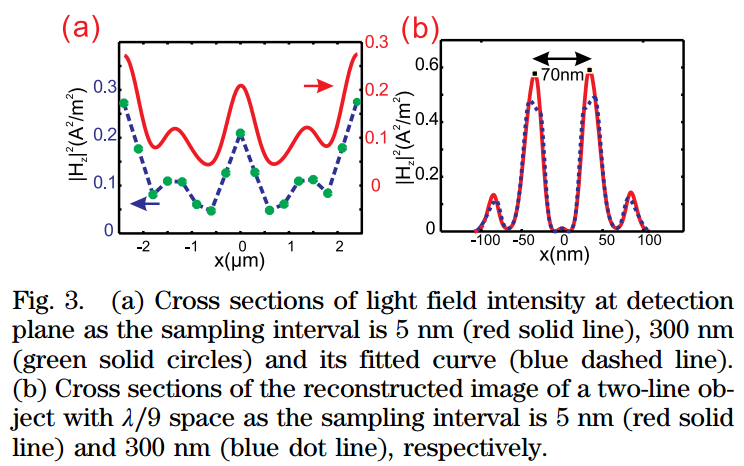 (a)
(b)
|Hz|²(A²/m²)
0.3
0.2
0.1
0
0.3
0.2
0.1
0
-2
-1
0
1
2
x(μm)
|Hz|²(A²/m²)
0.6
0.4
0.2
0
70nm
-100
-50
0
50
100
x(nm)
Fig. 3. (a) Cross sections of light field intensity at detection
plane as the sampling interval is 5 nm (red solid line), 300 nm
(green solid circles) and its fitted curve (blue dashed line).
(b) Cross sections of the reconstructed image of a two-line ob-
ject with λ/9 space as the sampling interval is 5 nm (red solid
line) and 300 nm (blue dot line), respectively.